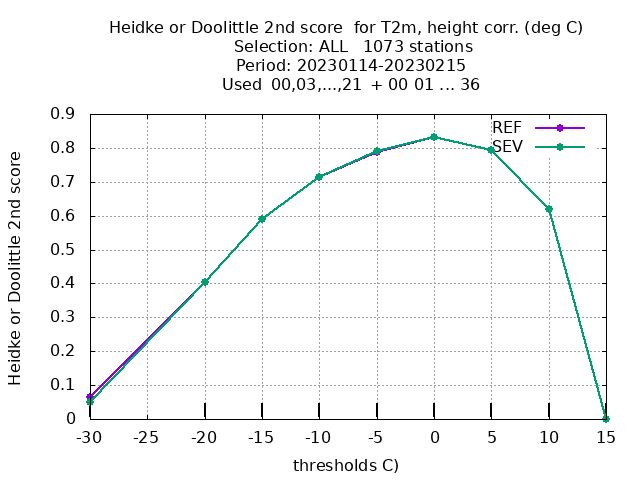 Heidke or Doolittle 2nd score  for T2m, height corr. (deg C)
Selection: ALL   1073 stations
Period: 20230114-20230215
Used  00,03,...,21  + 00 01 ... 36
Heidke or Doolittle 2nd score
0.9
0.8
0.7
0.6
0.5
0.4
0.3
0.2
0.1
0
REF
SEV
-30 -25 -20 -15 -10 -5 0 5 10 15
thresholds C)